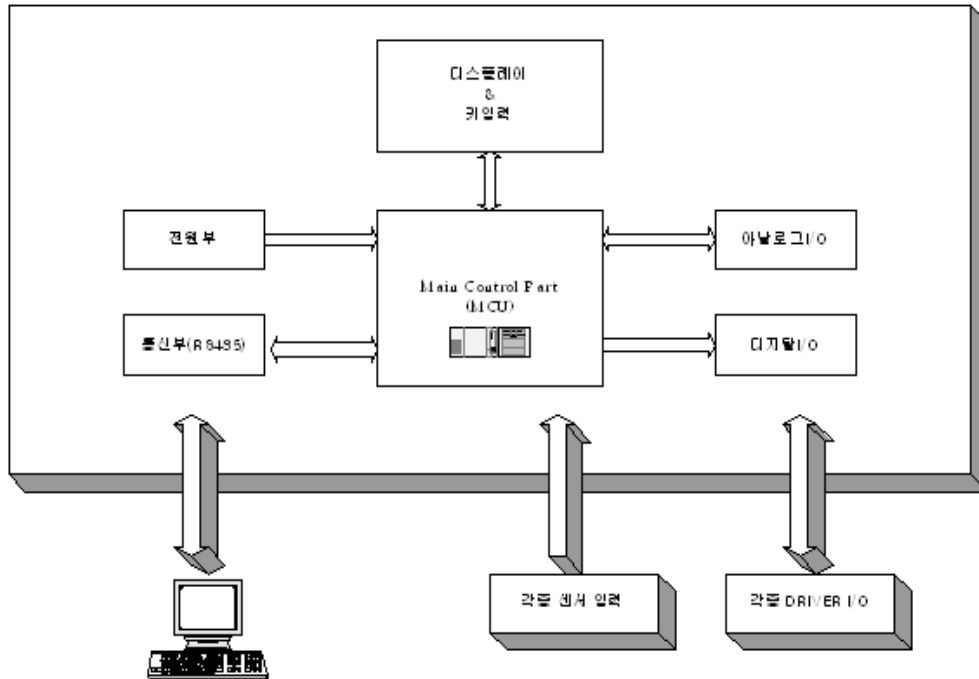 디스플레이
&
키입력
전원부
아날로그I/O
Main Control Part
(MCU)
통신부(RS485)
디지탈I/O
각종 센서 입력
각종 DRIVER I/O